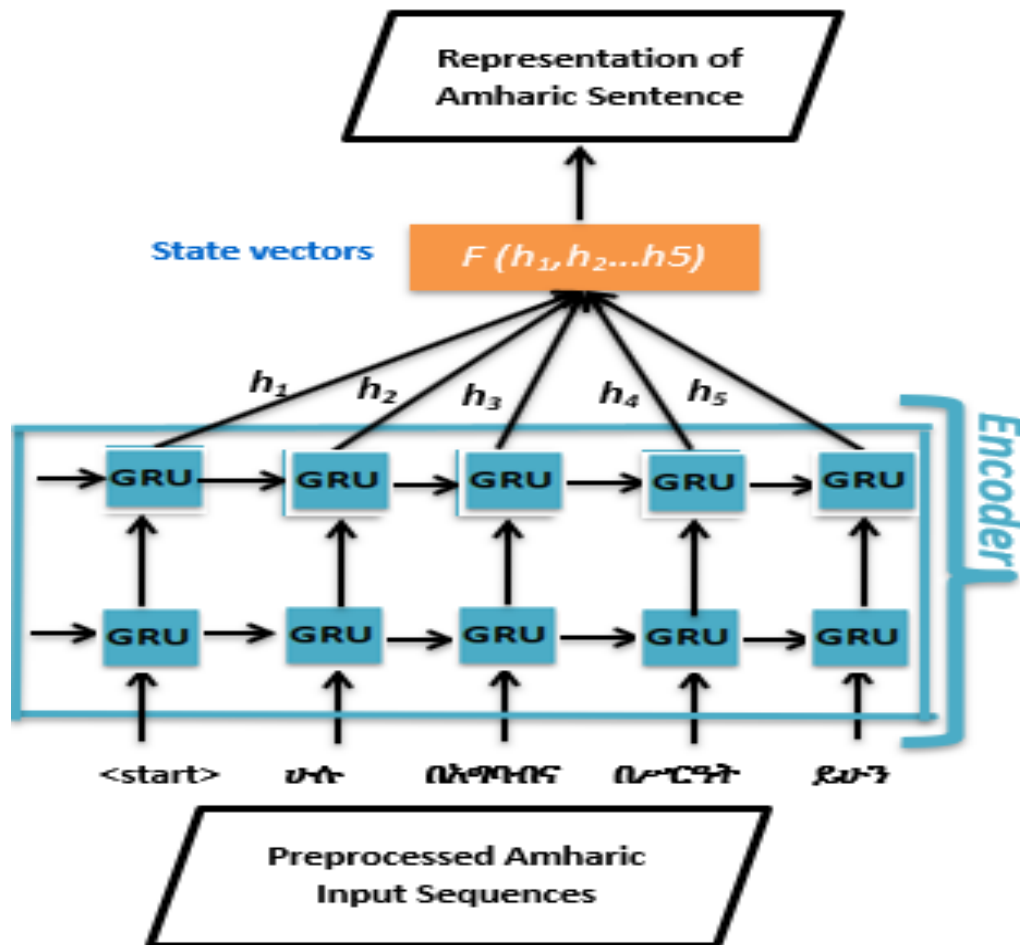 Representation of
Amharic Sentence
State vectors
F (h₁,h₂...h5)
h₁ h₂ h₃ h₄ h₅
Encoder
GRU GRU GRU GRU GRU
GRU GRU GRU GRU GRU
<start> ሁሉ በአግባብና በሥርዓት ይሁን
Preprocessed Amharic
Input Sequences